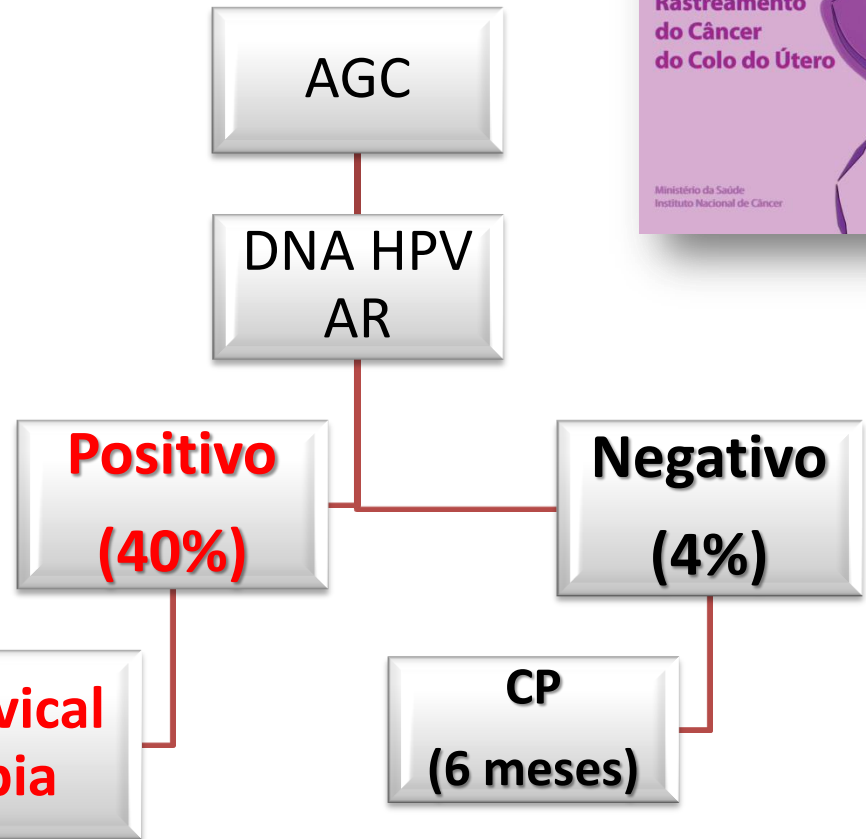 Rastreamento
do Câncer
do Colo do Útero
Ministério da Saúde
Instituto Nacional de Câncer
AGC
DNA HPV
AR
Positivo
(40%)
Negativo
(4%)
vical
pia
CP
(6 meses)